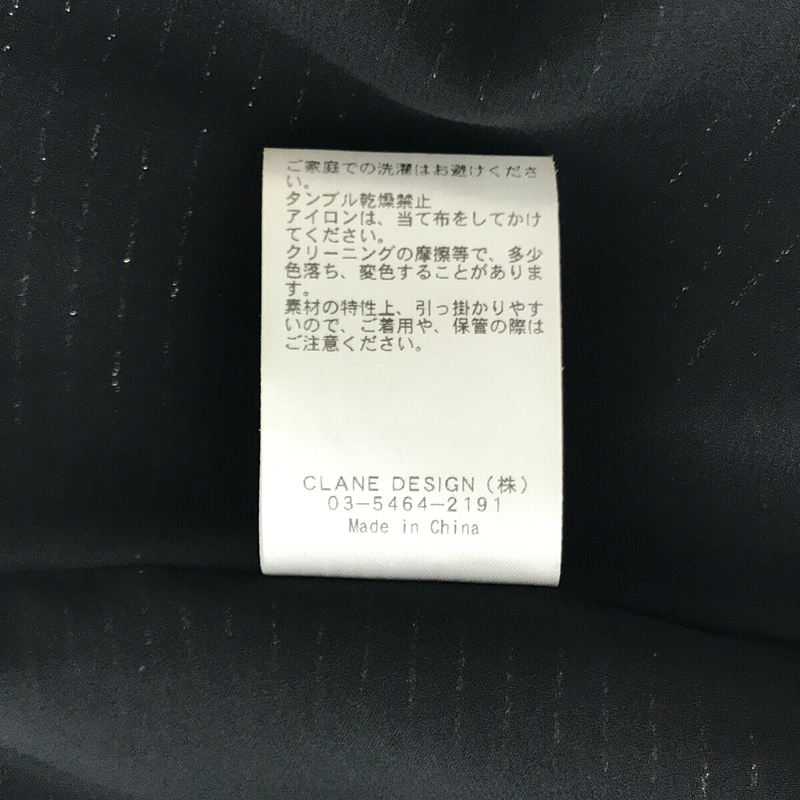 ご家庭での洗濯はお避けくださ
い。
タンブル乾燥禁止
アイロンは、当て布をしてかけ
てください。
クリーニングの摩擦等で、多少
色落ち、変色することがありま
す。
素材の特性上、引っ掛かりやす
いので、ご着用や、保管の際は
ご注意ください。
CLANE DESIGN（株）
03−5464−2191
Made in China